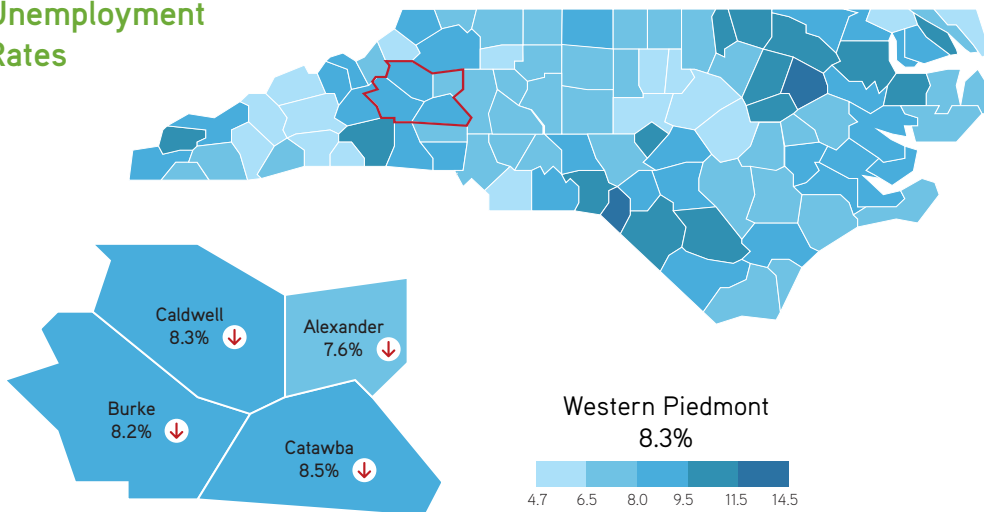 Unemployment
Rates
Caldwell
8.3%
Alexander
7.6%
Burke
8.2%
Catawba
8.5%
Western Piedmont
8.3%
4.7 6.5 8.0 9.5 11.5 14.5